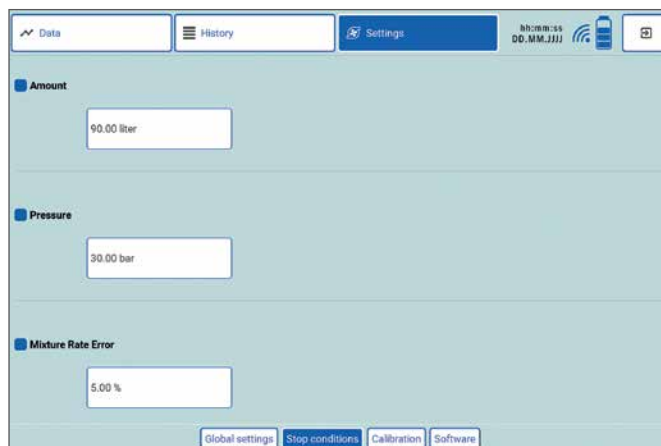 Data
History
Settings
hh:mm:ss
DD.MM.JJJJ
Amount
90.00 liter
Pressure
30.00 bar
Mixture Rate Error
5.00 %
Global settings
Stop conditions
Calibration
Software